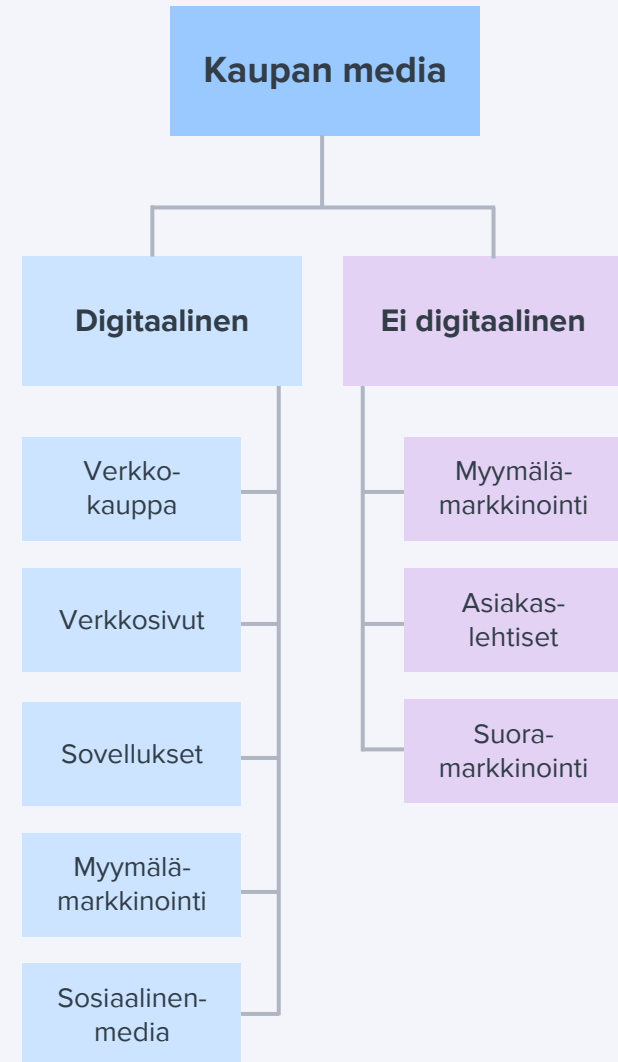 Kaupan media
Digitaalinen
Verkko-
kauppa
Verkkosivut
Sovellukset
Myymälä-
markkinointi
Sosiaalinen-
media
Ei digitaalinen
Myymälä-
markkinointi
Asiakas-
lehtiset
Suora-
markkinointi